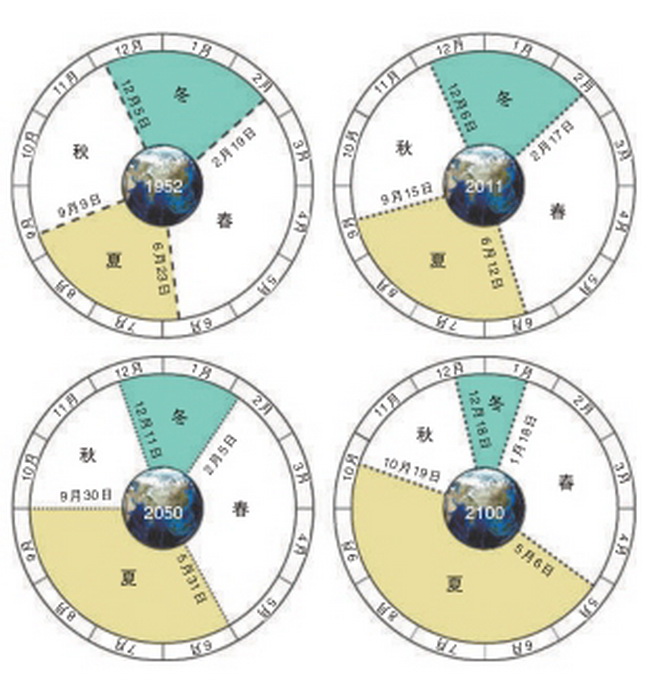 12月
1月
2月
3月
4月
5月
6月
7月
8月
9月
10月
11月
冬
春
夏
秋
12月5日
2月19日
6月23日
9月9日
1952
12月
1月
2月
3月
4月
5月
6月
7月
8月
9月
10月
11月
冬
春
夏
秋
12月6日
2月17日
6月12日
9月15日
2011
12月
1月
2月
3月
4月
5月
6月
7月
8月
9月
10月
11月
冬
春
夏
秋
12月11日
2月5日
5月31日
9月30日
2050
12月
1月
2月
3月
4月
5月
6月
7月
8月
9月
10月
11月
冬
春
夏
秋
12月18日
1月18日
5月6日
10月19日
2100